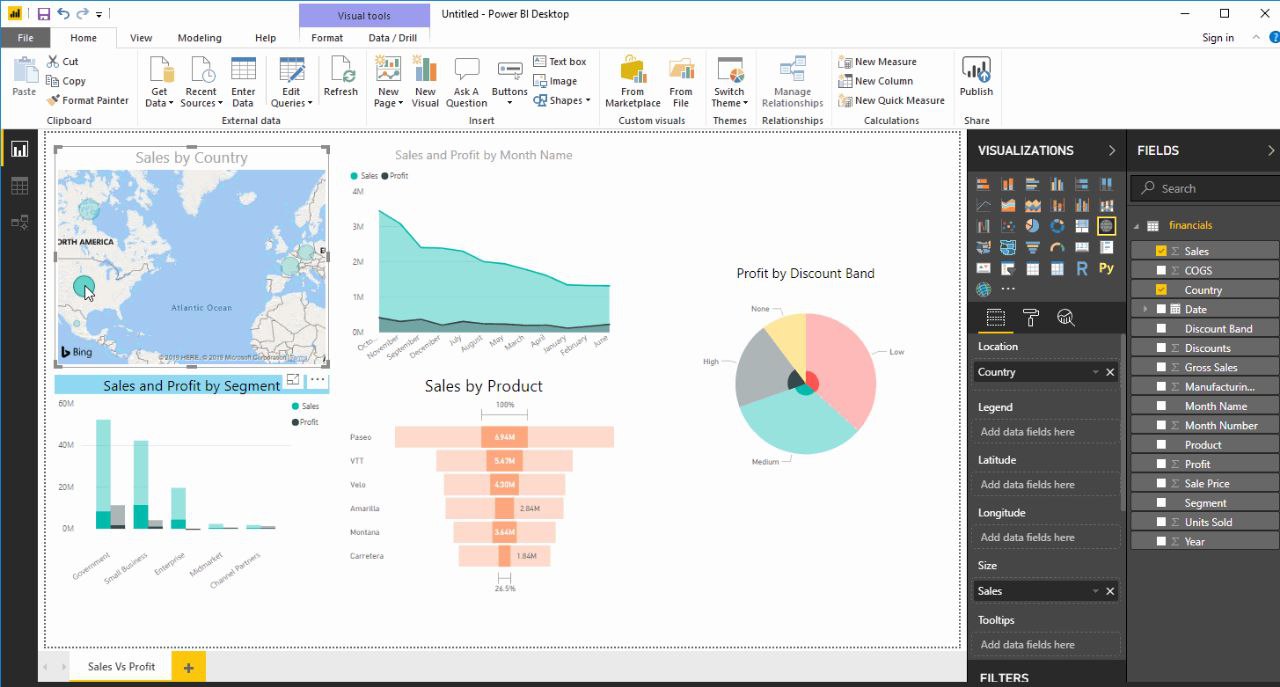 Visual tools
Untitled - Power BI Desktop
File
Home
View
Modeling
Help
Format
Data / Drill
Sign in
?
Paste
Cut
Copy
Format Painter
Clipboard
Get
Data
Recent
Sources
Enter
Data
Edit
Queries
Refresh
External data
New
Page
New
Visual
Ask A
Question
Buttons
Text box
Image
Shapes
Insert
From
Marketplace
From
File
Custom visuals
Switch
Theme
Themes
Manage
Relationships
Relationships
New Measure
New Column
New Quick Measure
Calculations
Publish
Share
Sales by Country
ORTH AMERICA
E
Atlantic Ocean
Bing
© 2019 HERE, © 2019 Microsoft Corporation Terms
Sales and Profit by Month Name
Sales
Profit
4M
3M
2M
1M
0M
Octo...
November
September
December
July
August
May
March
April
January
February
June
Profit by Discount Band
None
Low
High
Medium
Sales and Profit by Segment
...
60M
40M
20M
0M
Sales
Profit
Government
Small Business
Enterprise
Midmarket
Channel Partners
Sales by Product
100%
Paseo
6.94M
VTT
5.67M
Velo
4.30M
Amarilla
2.84M
Montana
3.64M
Carretera
1.84M
26.5%
Sales Vs Profit
+
VISUALIZATIONS
R
Py
...
Location
Country
Legend
Add data fields here
Latitude
Add data fields here
Longitude
Add data fields here
Size
Sales
Tooltips
Add data fields here
FILTERS
FIELDS
Search
financials
Σ Sales
Σ COGS
Country
Date
Discount Band
Σ Discounts
Σ Gross Sales
Σ Manufacturin...
Month Name
Σ Month Number
Product
Σ Profit
Σ Sale Price
Segment
Σ Units Sold
Σ Year